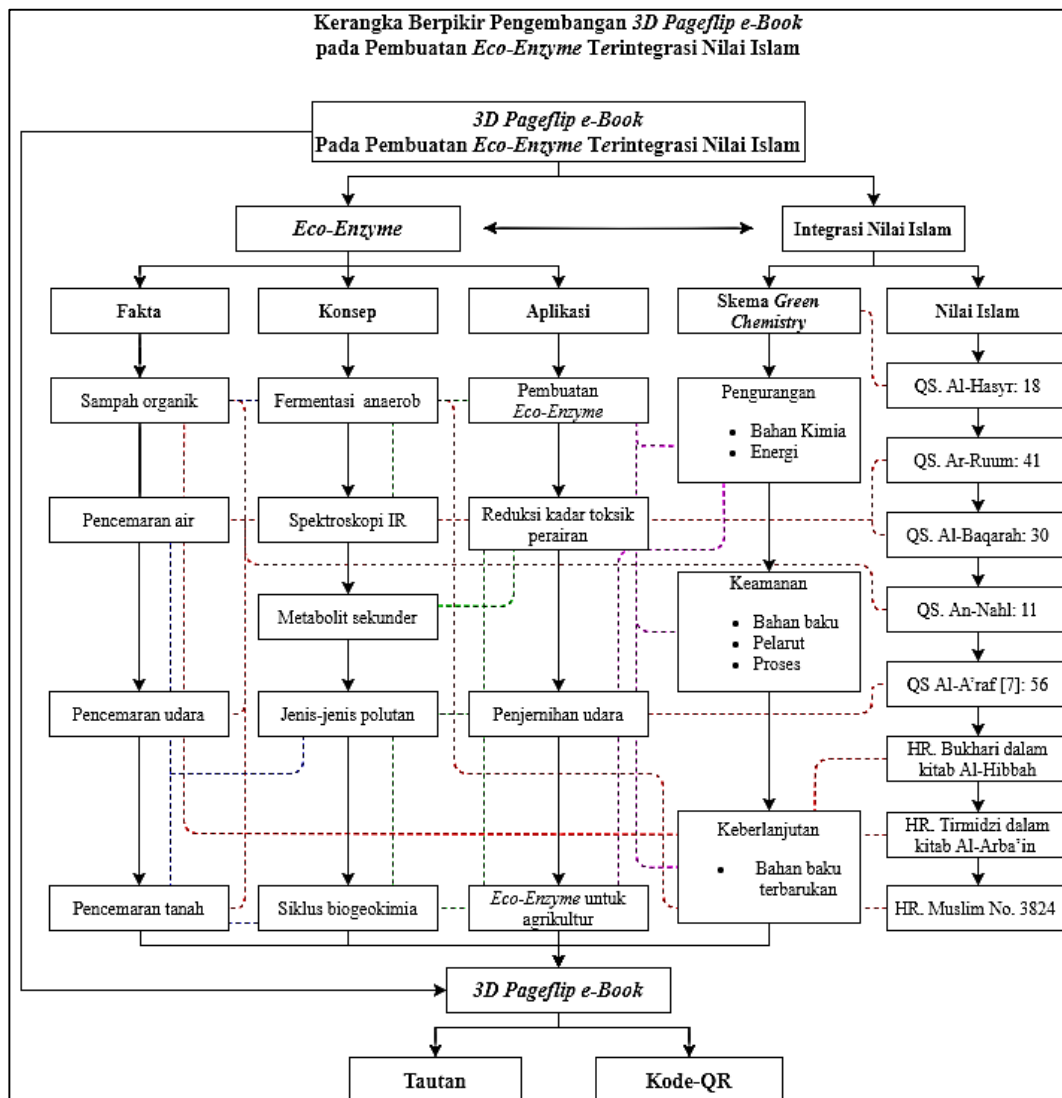 Kerangka Berpikir Pengembangan 3D Pageflip e-Book
pada Pembuatan Eco-Enzyme Terintegrasi Nilai Islam
3D Pageflip e-Book
Pada Pembuatan Eco-Enzyme Terintegrasi Nilai Islam
Eco-Enzyme
Integrasi Nilai Islam
Fakta
Konsep
Aplikasi
Skema Green
Chemistry
Nilai Islam
Sampah organik
Fermentasi anaerob
Pembuatan
Eco-Enzyme
Pengurangan
• Bahan Kimia
• Energi
QS. Al-Hasyr: 18
QS. Ar-Ruum: 41
Pencemaran air
Spektroskopi IR
Reduksi kadar toksik
perairan
QS. Al-Baqarah: 30
Metabolit sekunder
Keamanan
• Bahan baku
• Pelarut
• Proses
QS. An-Nahl: 11
QS Al-A'raf [7]: 56
Pencemaran udara
Jenis-jenis polutan
Penjernihan udara
HR. Bukhari dalam
kitab Al-Hibbah
Keberlanjutan
• Bahan baku
terbarukan
HR. Tirmidzi dalam
kitab Al-Arba'in
Pencemaran tanah
Siklus biogeokimia
Eco-Enzyme untuk
agrikultur
HR. Muslim No. 3824
3D Pageflip e-Book
Tautan
Kode-QR